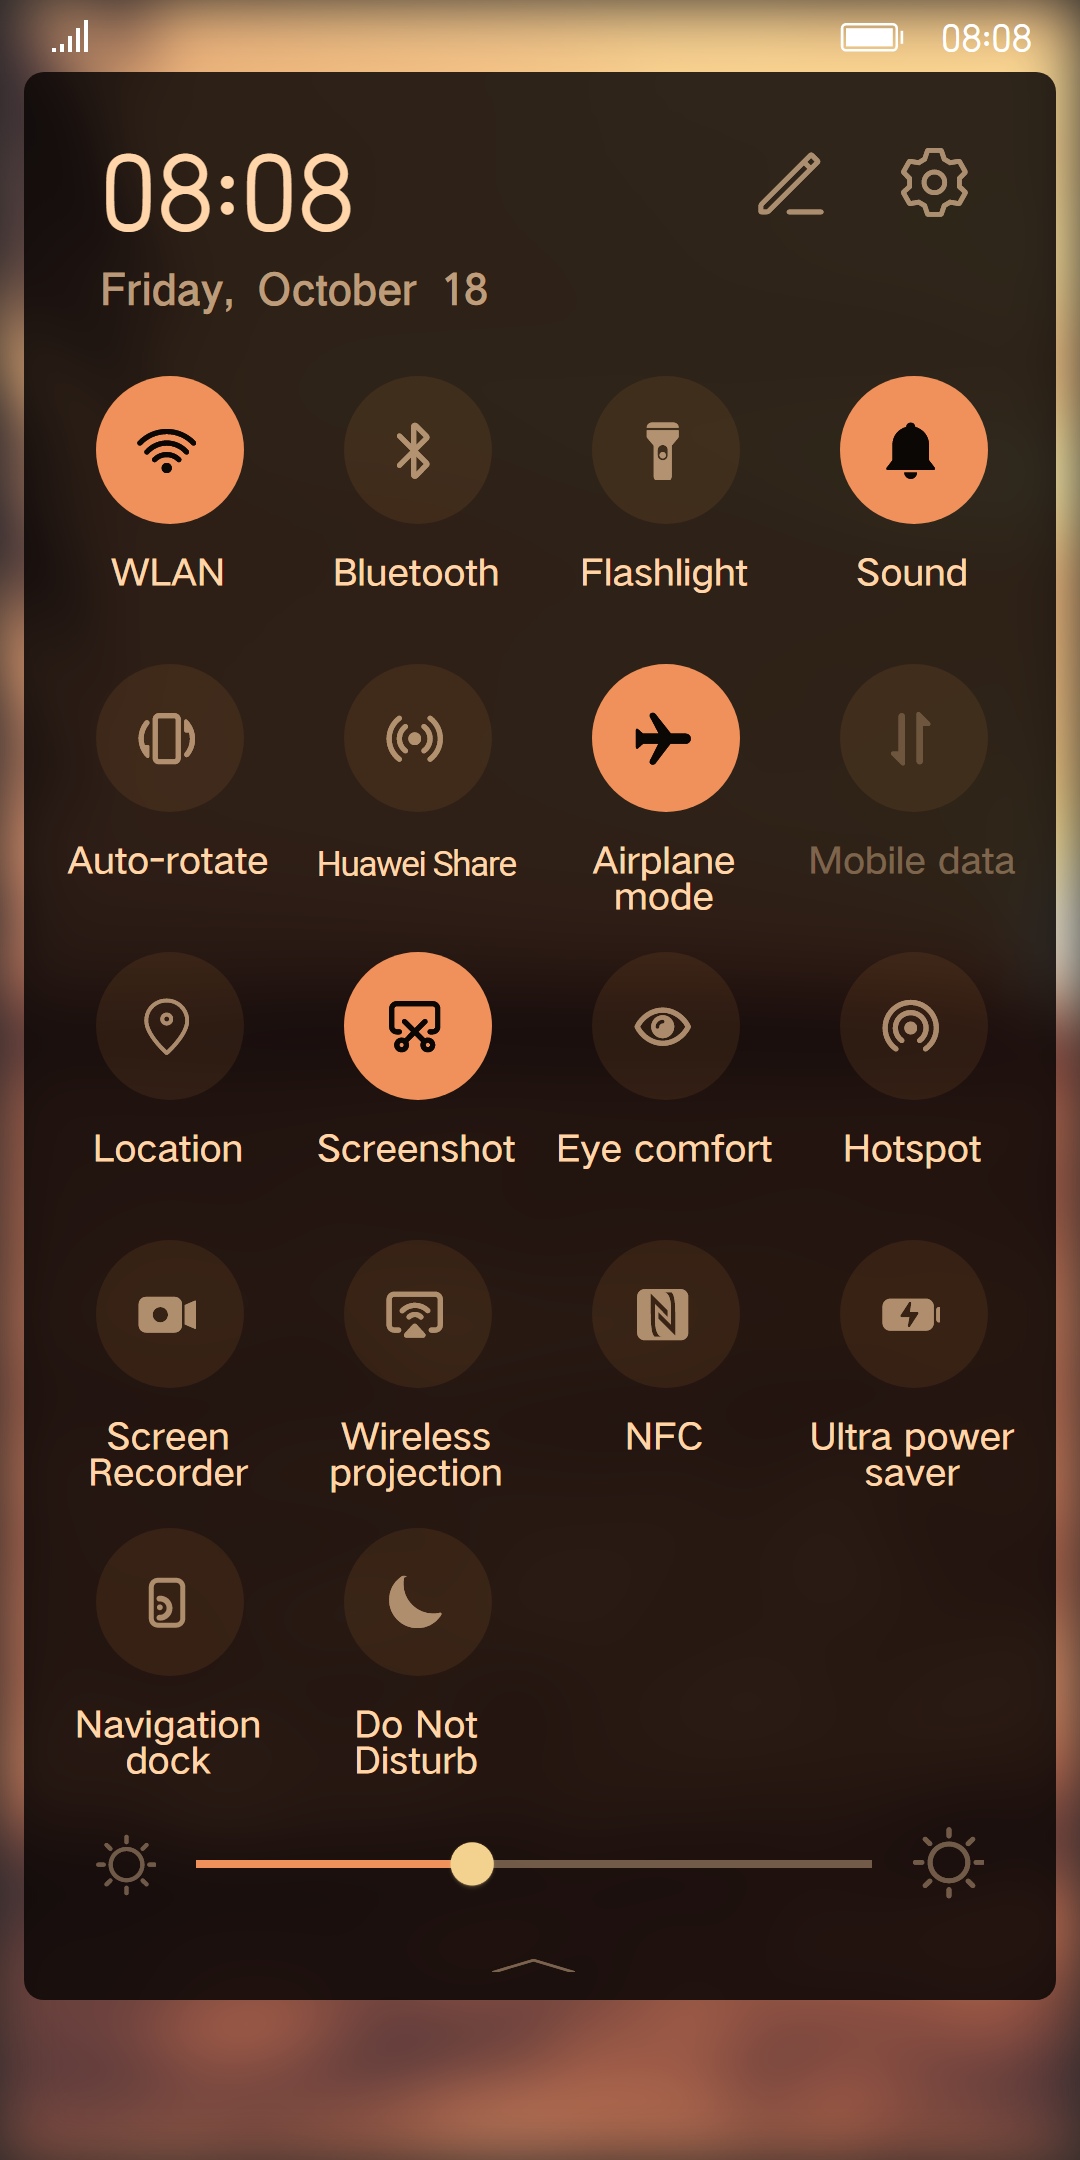 08:08
08:08
Friday, October 18
WLAN
Bluetooth
Flashlight
Sound
Auto-rotate
Huawei Share
Airplane
mode
Mobile data
Location
Screenshot
Eye comfort
Hotspot
Screen
Recorder
Wireless
projection
NFC
Ultra power
saver
Navigation
dock
Do Not
Disturb